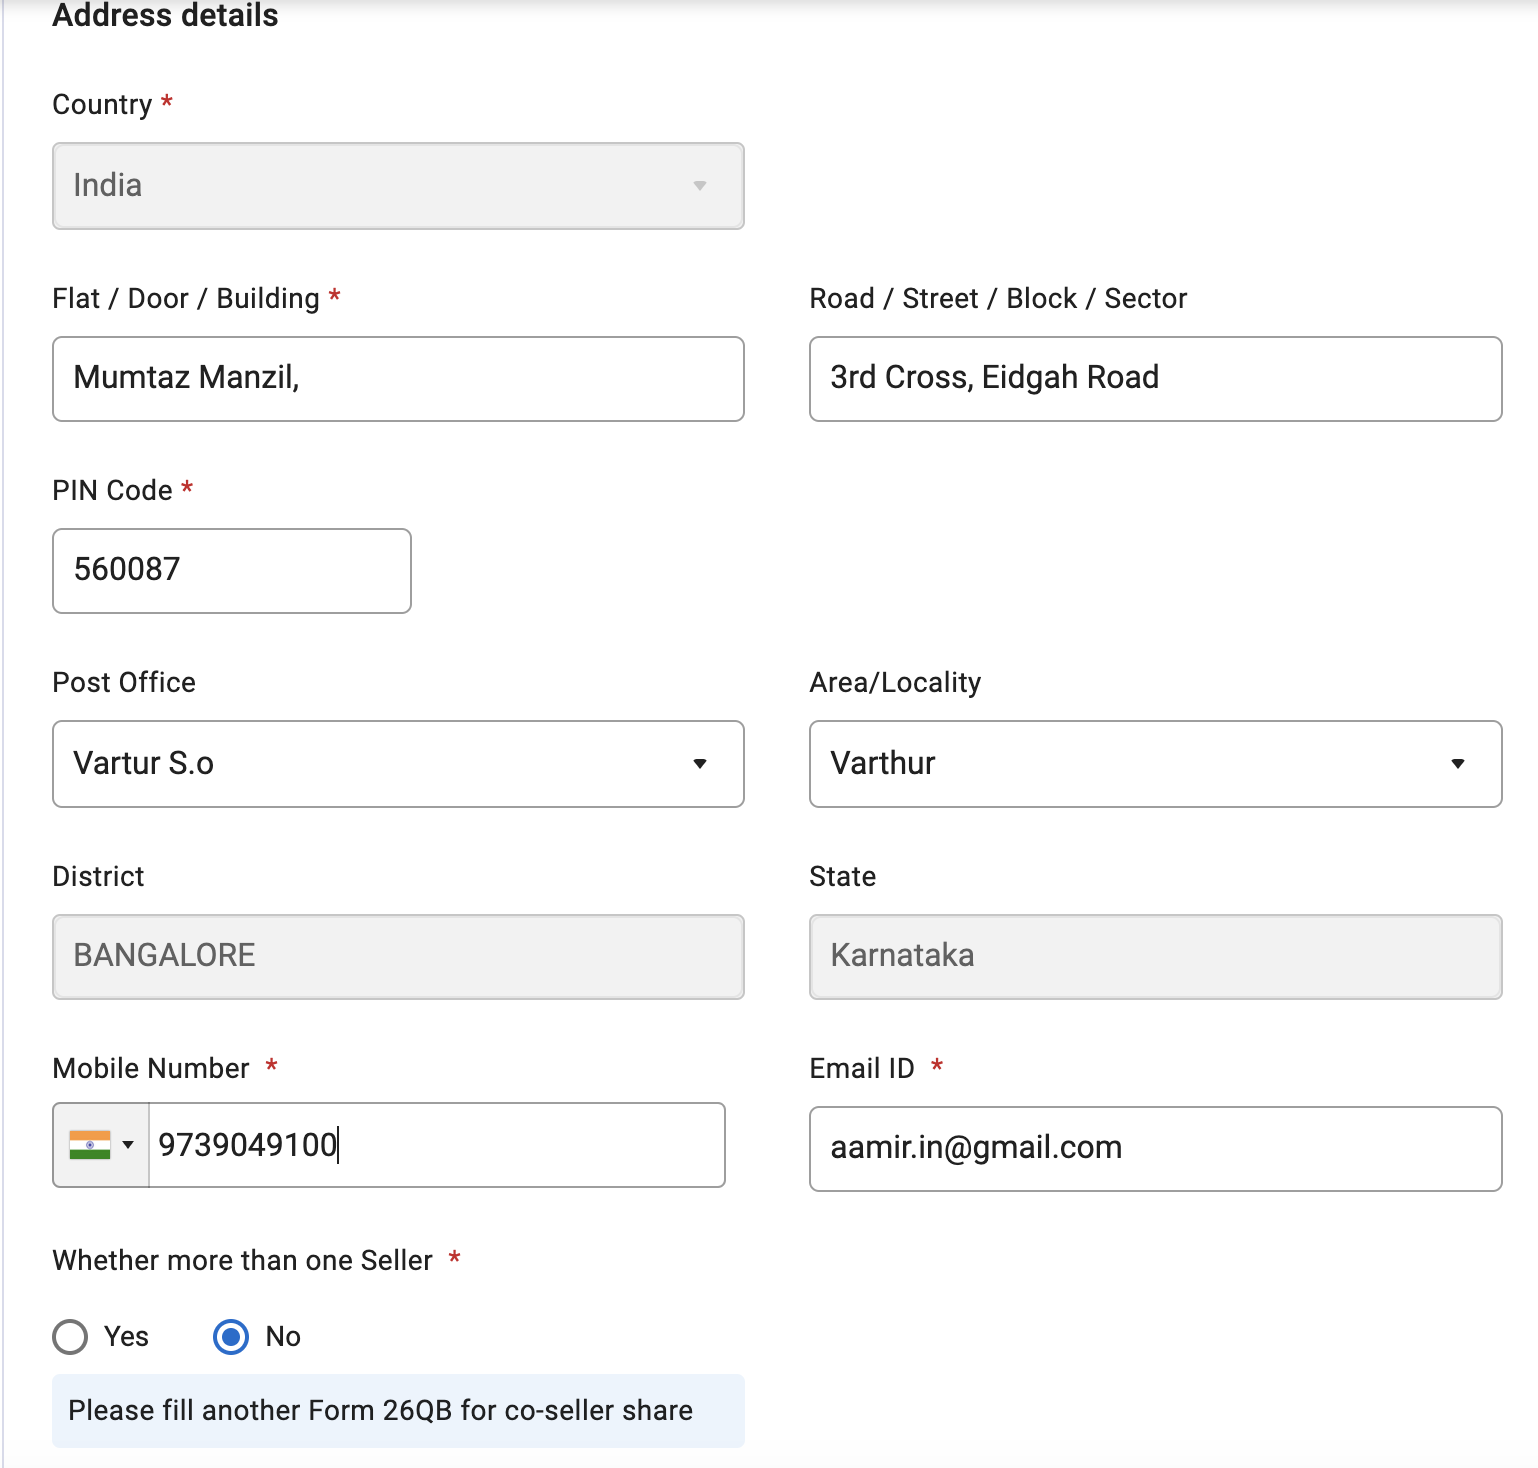 Address details
Country *
India
Flat / Door / Building *
Road / Street / Block / Sector
Mumtaz Manzil,
3rd Cross, Eidgah Road
PIN Code *
560087
Post Office
Area/Locality
Vartur S.o
Varthur
District
State
BANGALORE
Karnataka
Mobile Number *
Email ID *
9739049100
aamir.in@gmail.com
Whether more than one Seller *
Yes
No
Please fill another Form 26QB for co-seller share